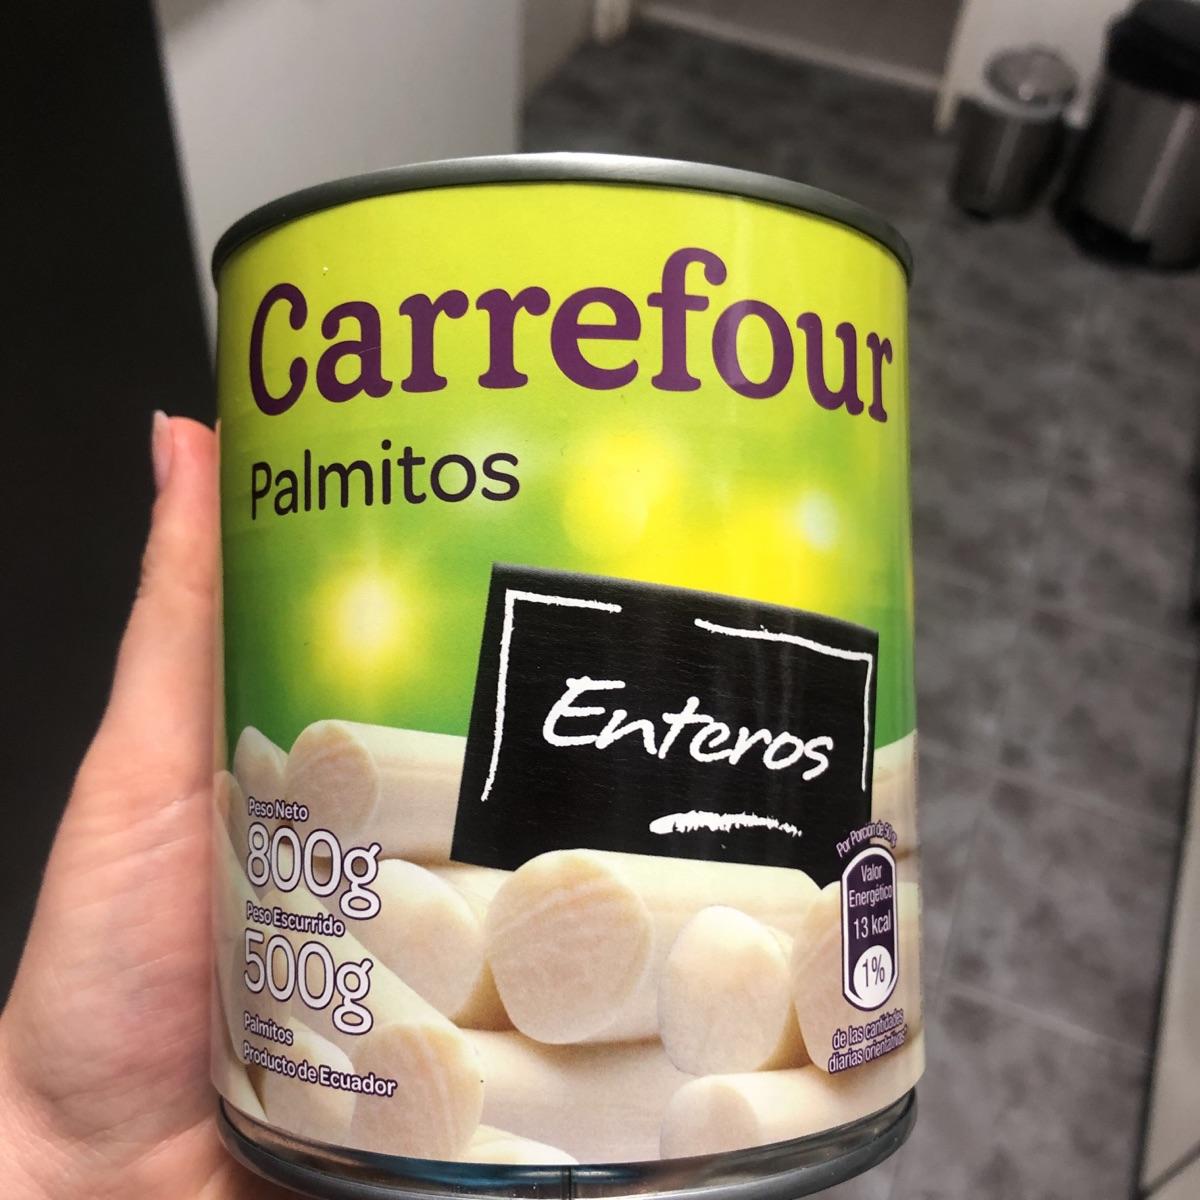 Carrefour
Palmitos
Enteros
Peso Neto
800g
Peso Escurrido
500g
Palmitos
Producto de Ecuador
Por Porción de 50 g
Valor
Energético
13 kcal
1%
de las cantidades
diarias orientativas